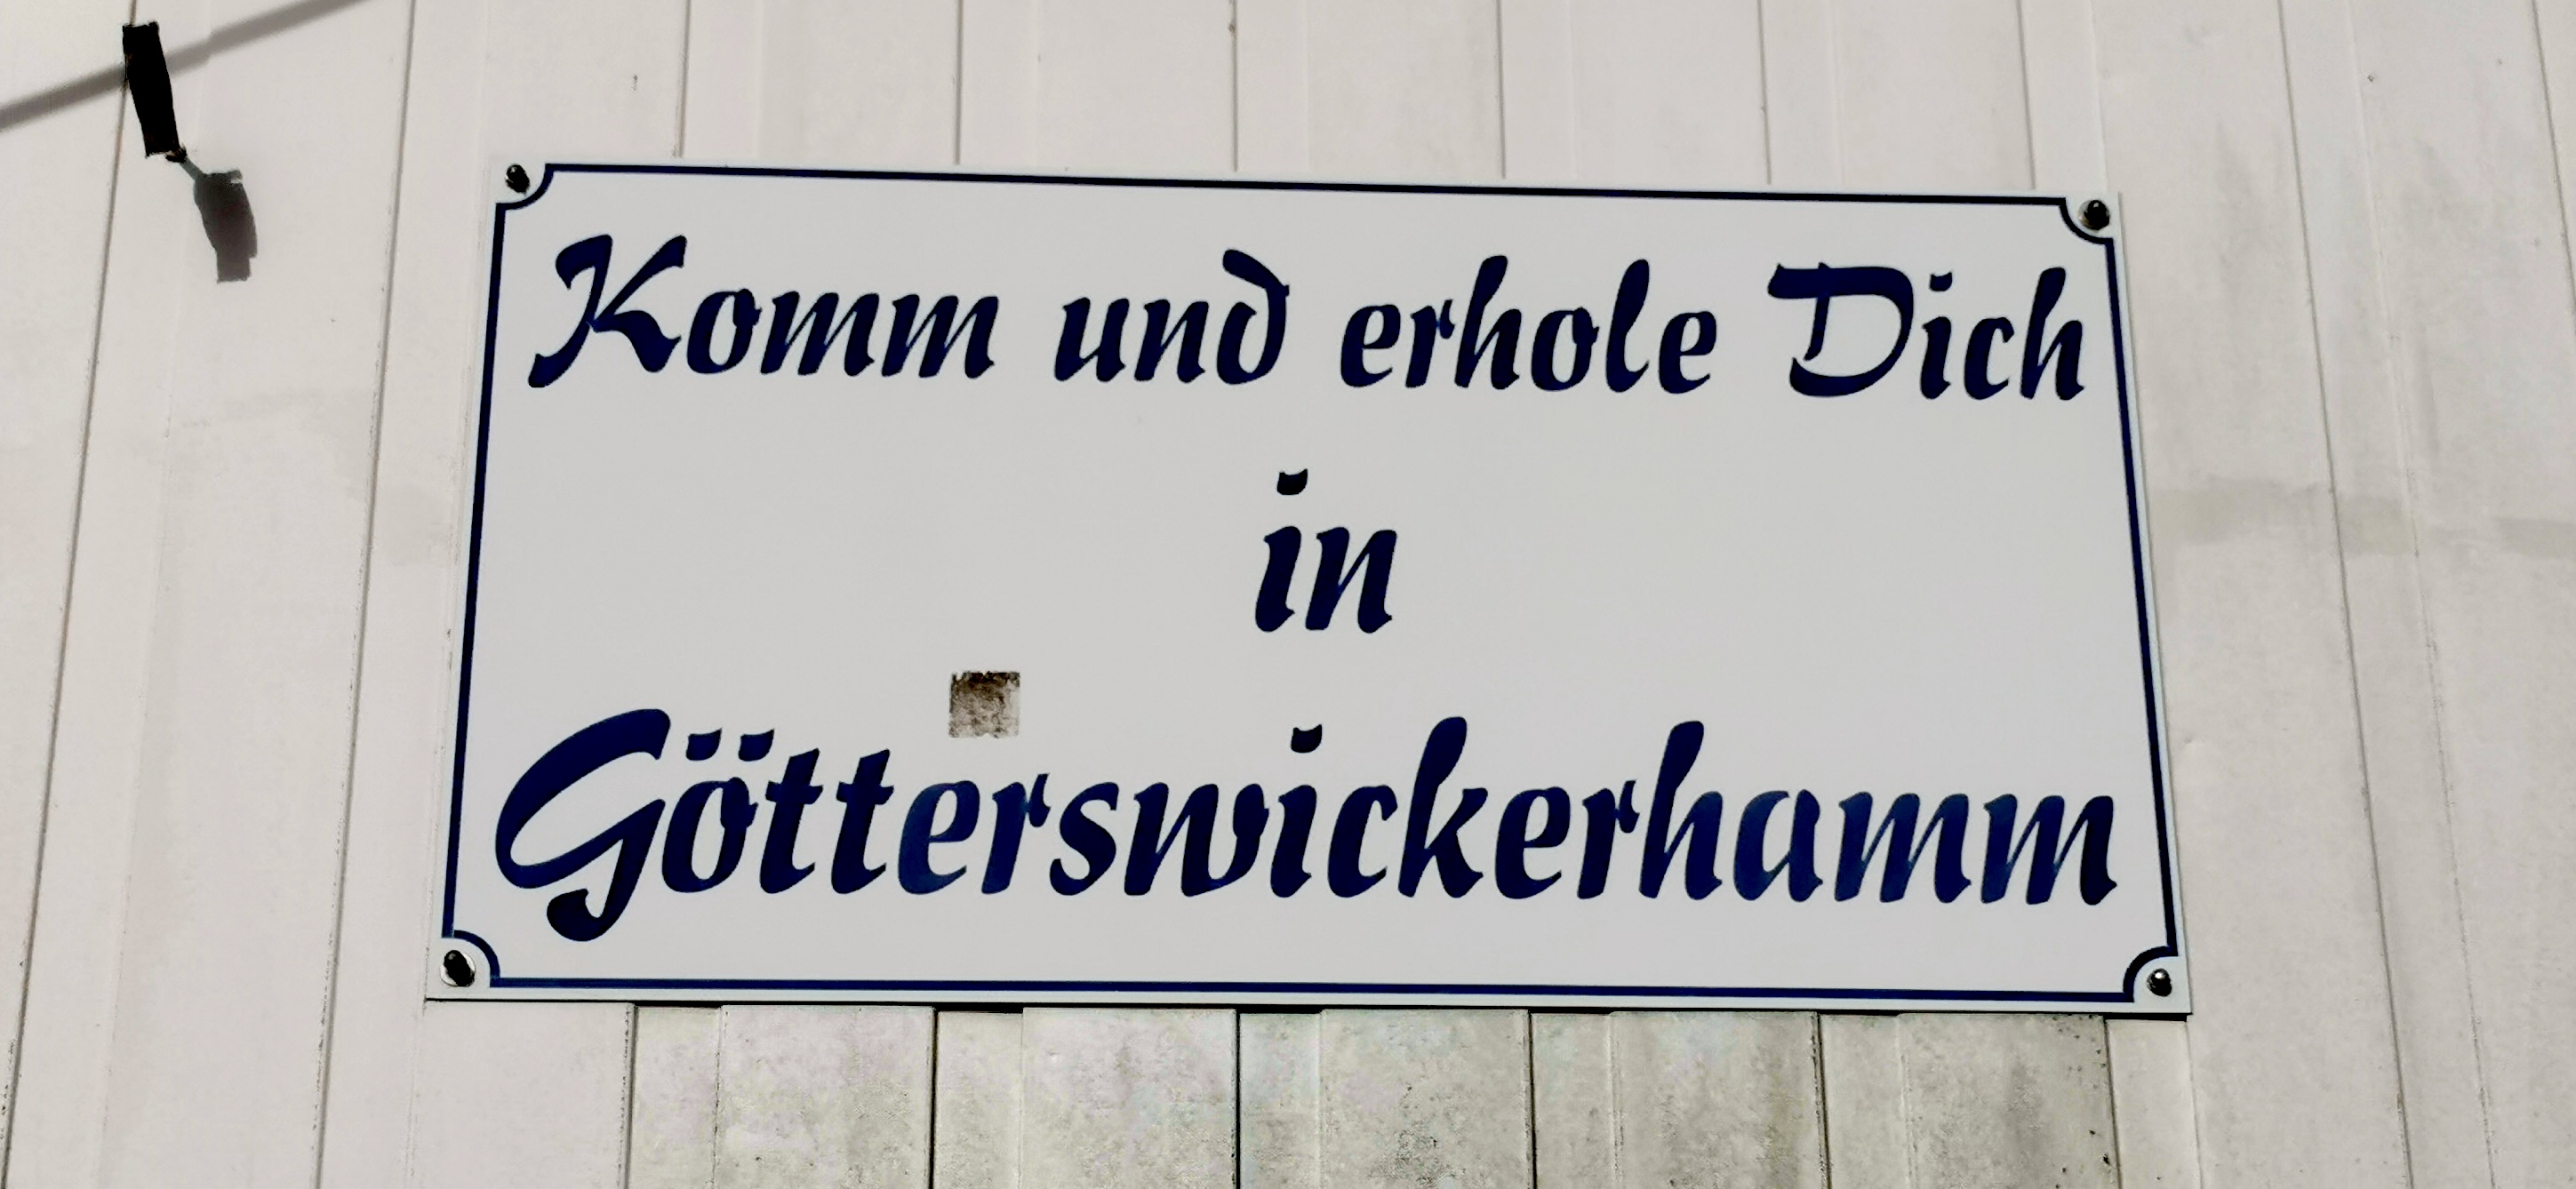 Komm und erhole Dich
in
Götterswickerhamm